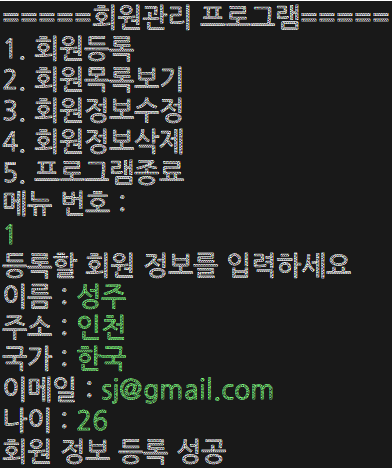 =====회원관리 프로그램=====
1. 회원등록
2. 회원목록보기
3. 회원정보수정
4. 회원정보삭제
5. 프로그램종료
메뉴 번호 :
1
등록할 회원 정보를 입력하세요
이름 : 성주
주소 : 인천
국가 : 한국
이메일 : sj@gmail.com
나이 : 26
회원 정보 등록 성공